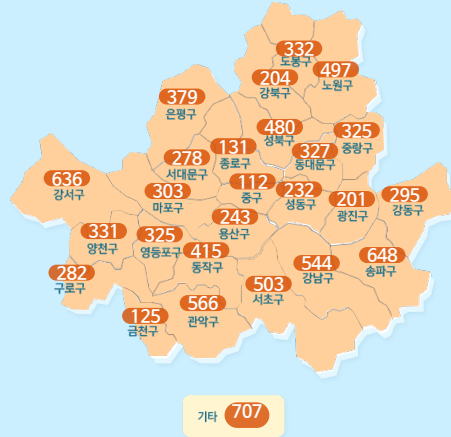 332
도봉구
204
강북구
497
노원구
379
은평구
480
성북구
325
중랑구
131
종로구
327
동대문구
278
서대문구
636
강서구
303
마포구
112
중구
232
성동구
201
광진구
295
강동구
243
용산구
331
양천구
325
영등포구
415
동작구
648
송파구
544
강남구
282
구로구
503
서초구
566
관악구
125
금천구
기타 707